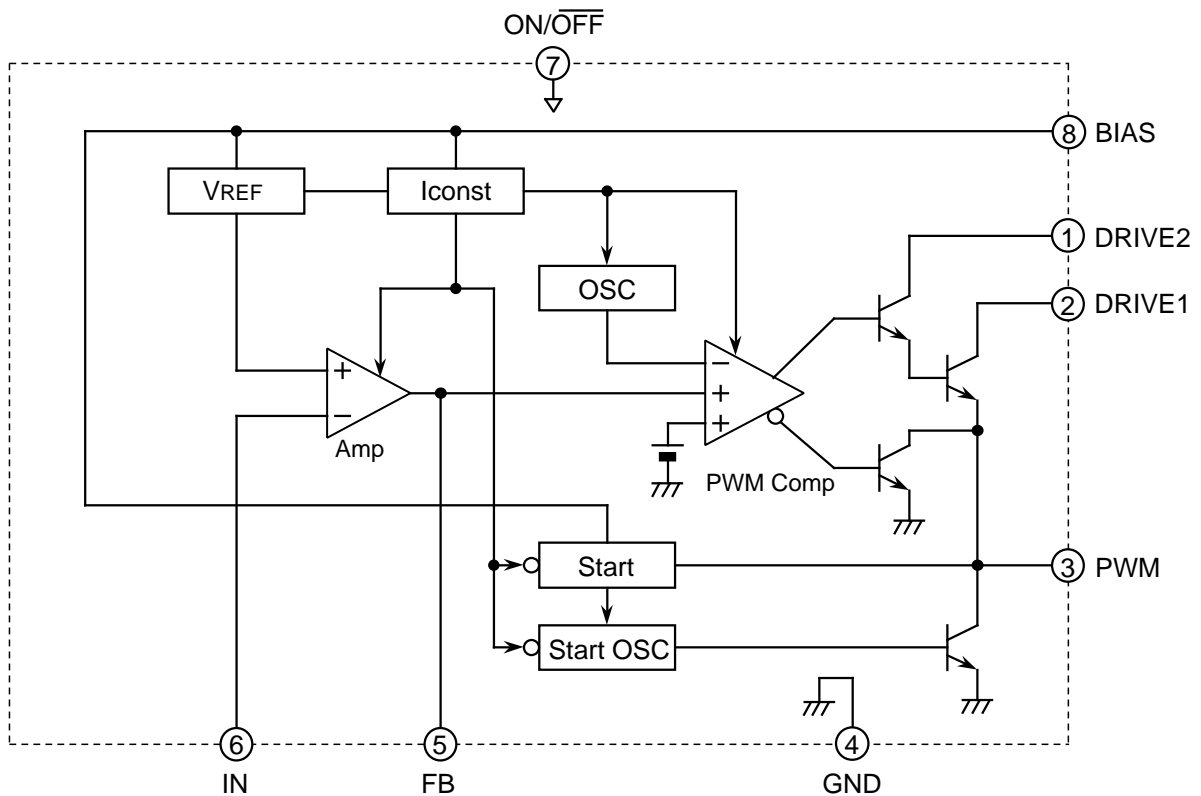 ON/OFF
7
8 BIAS
VREF
Iconst
1 DRIVE2
OSC
2 DRIVE1
+
−
Amp
−
+
+
PWM Comp
Start
3 PWM
Start OSC
6
5
4
IN
FB
GND